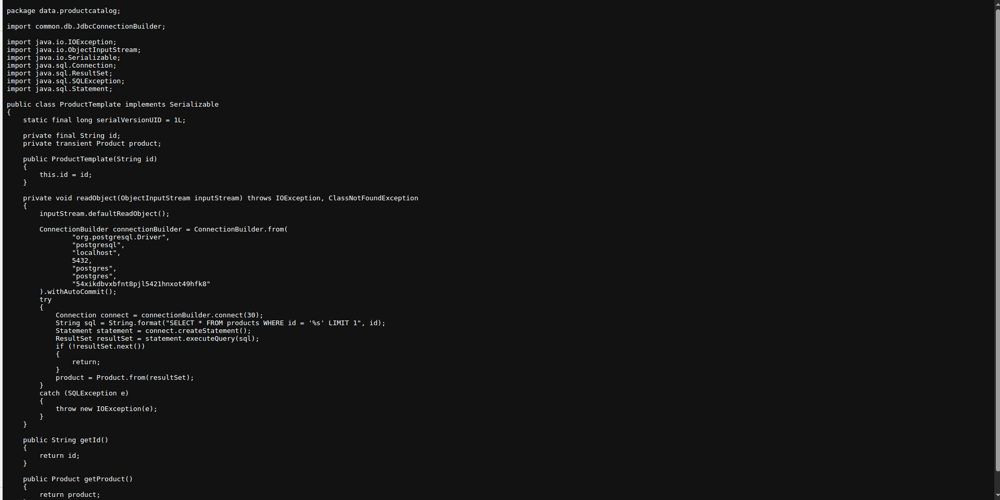 package data.productcatalog;

import common.db.JdbcConnectionBuilder;

import java.io.IOException;
import java.io.ObjectInputStream;
import java.io.Serializable;
import java.sql.Connection;
import java.sql.ResultSet;
import java.sql.SQLException;
import java.sql.Statement;

public class ProductTemplate implements Serializable
{
    static final long serialVersionUID = 1L;

    private final String id;
    private transient Product product;

    public ProductTemplate(String id)
    {
        this.id = id;
    }

    private void readObject(ObjectInputStream inputStream) throws IOException, ClassNotFoundException
    {
        inputStream.defaultReadObject();

        ConnectionBuilder connectionBuilder = ConnectionBuilder.from(
                "org.postgresql.Driver",
                "postgresql",
                "localhost",
                5432,
                "postgres",
                "postgres",
                "54xikdbvxbfnt8pjl5421hnxot49hfk8"
        ).withAutoCommit();
        try
        {
            Connection connect = connectionBuilder.connect(30);
            String sql = String.format("SELECT * FROM products WHERE id = '%s' LIMIT 1", id);
            Statement statement = connect.createStatement();
            ResultSet resultSet = statement.executeQuery(sql);
            if (!resultSet.next())
            {
                return;
            }
            product = Product.from(resultSet);
        }
        catch (SQLException e)
        {
            throw new IOException(e);
        }
    }

    public String getId()
    {
        return id;
    }

    public Product getProduct()
    {
        return product;